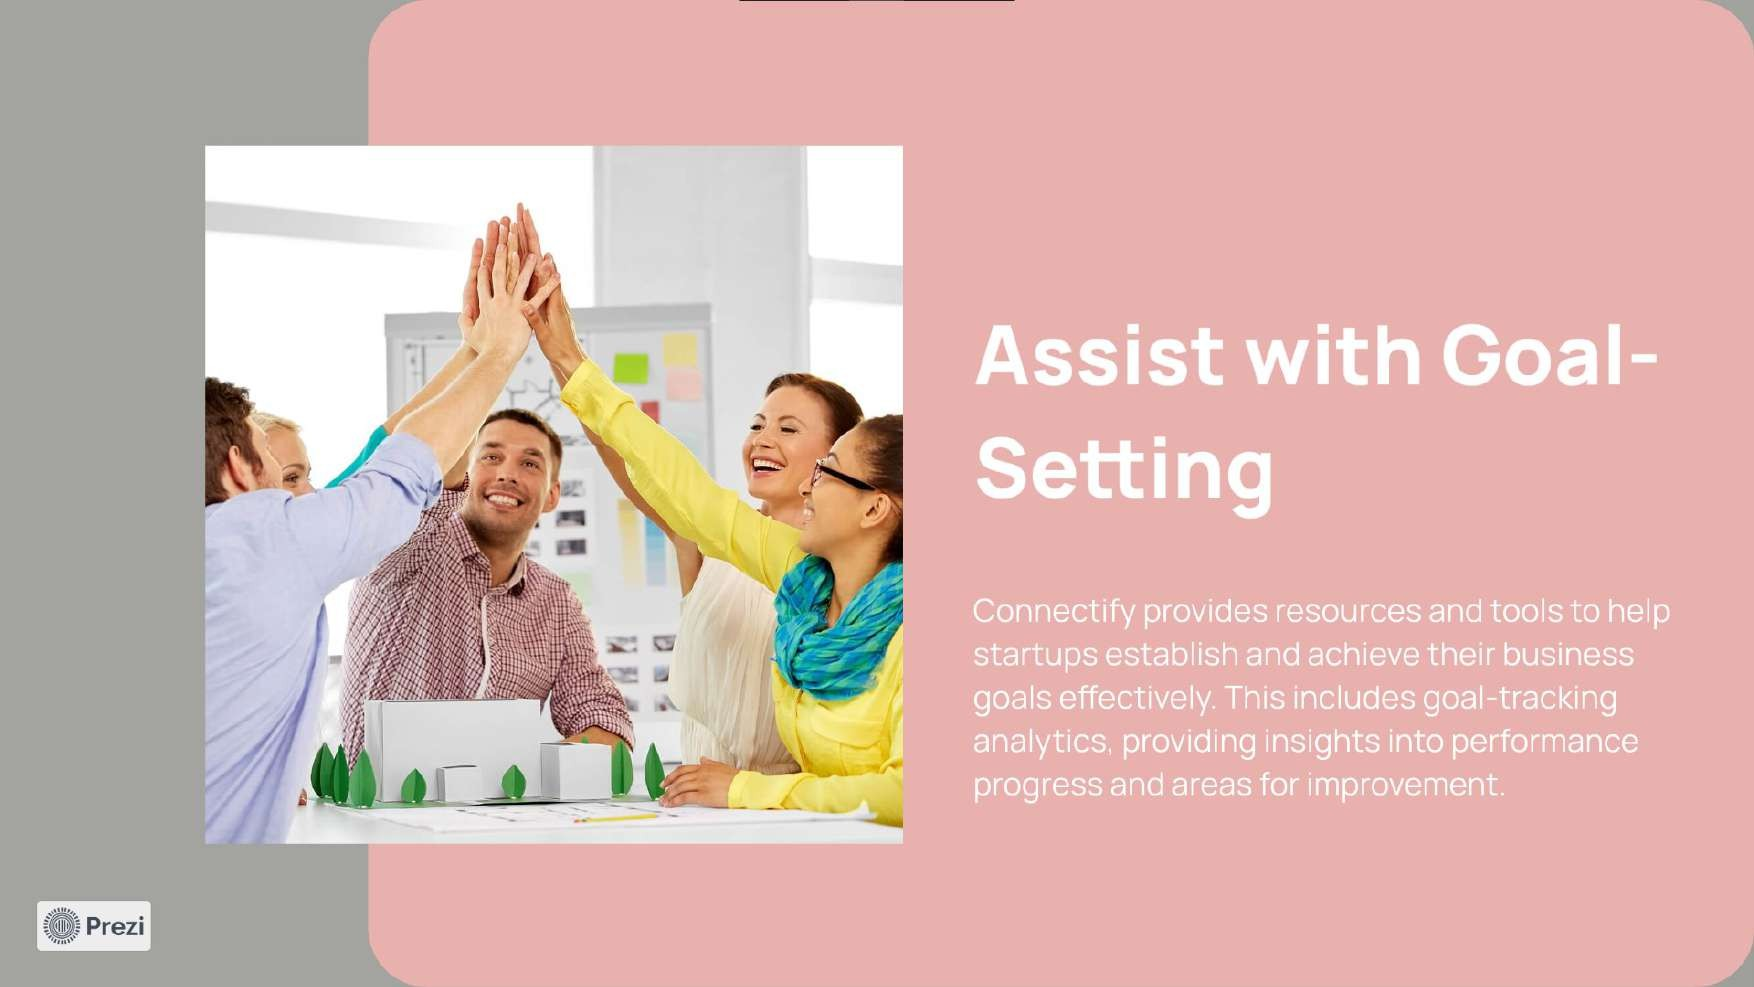 Assist with Goal-
Setting
Connectify provides resources and tools to help
startups establish and achieve their business
goals effectively. This includes goal-tracking
analytics, providing insights into performance
progress and areas for improvement.
Prezi